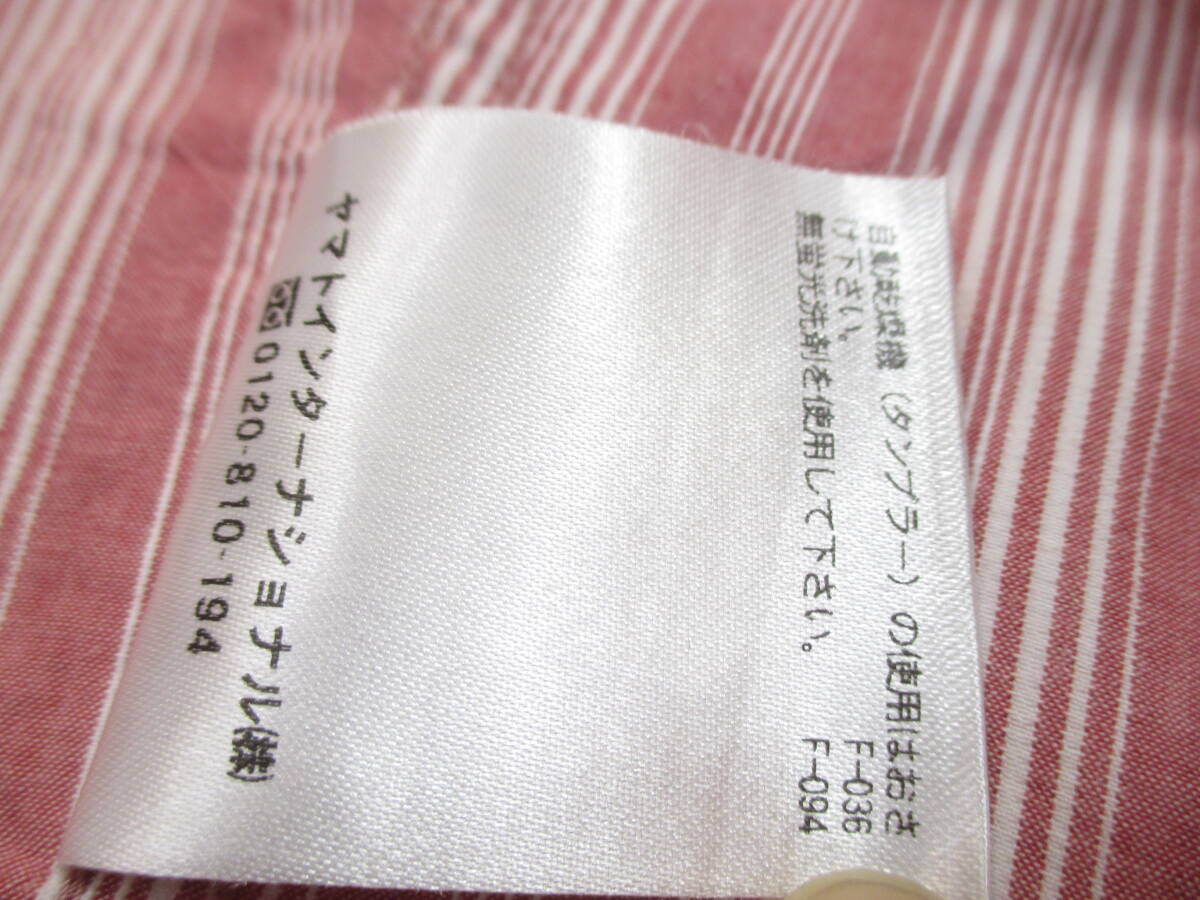 自動乾燥機（タンブラー）の使用はおさ
け下さい。 F-036
無蛍光洗剤を使用して下さい。 F-094
ヤマトインターナショナル(株)
0120-810-194